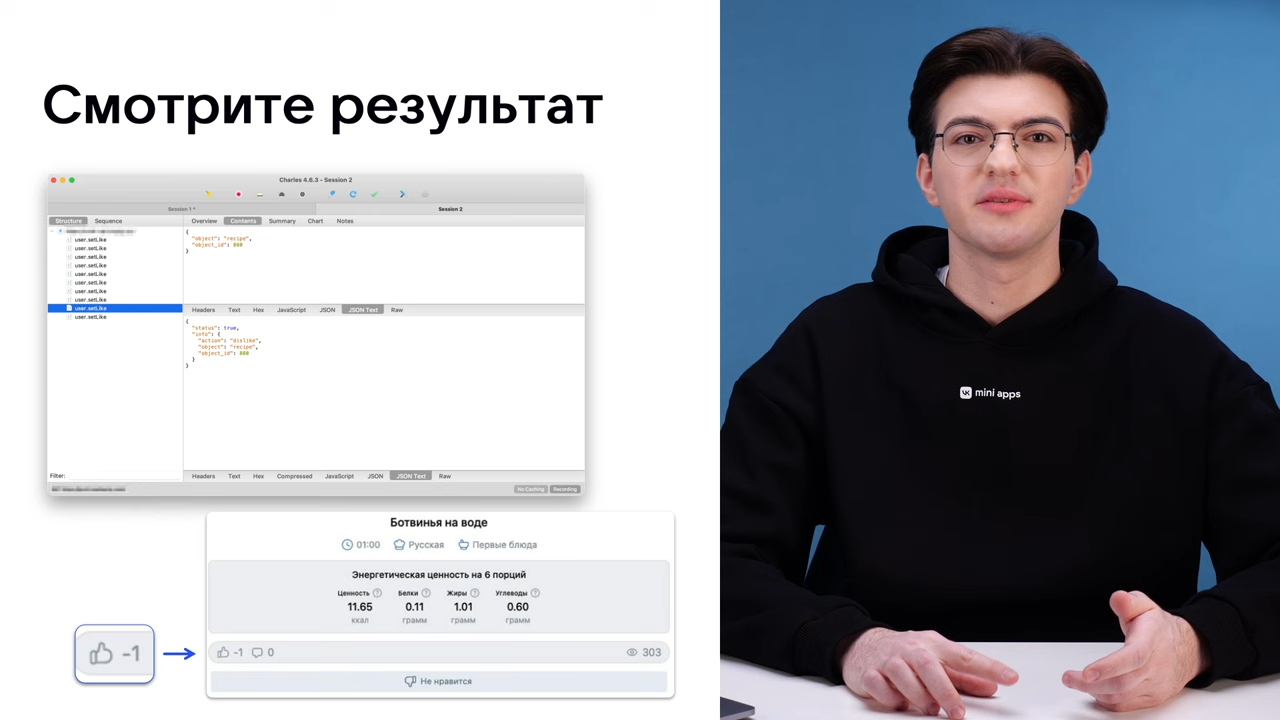 Смотрите результат
Charles 4.6.3 - Session 2
Session 1 *
Session 2
Structure
Sequence
Overview
Contents
Summary
Chart
Notes
{
"object": "recipe",
"object_id": 860
}
user.setLike
user.setLike
user.setLike
user.setLike
user.setLike
user.setLike
user.setLike
user.setLike
user.setLike
user.setLike
Headers
Text
Hex
JavaScript
JSON
JSON Text
Raw
{
"status": true,
"info": {
"action": "dislike",
"object": "recipe",
"object_id": 860
}
}
Filter:
Headers
Text
Hex
Compressed
JavaScript
JSON
JSON Text
Raw
No Caching
Recording
Ботвинья на воде
01:00
Русская
Первые блюда
Энергетическая ценность на 6 порций
Ценность
Белки
Жиры
Углеводы
11.65
0.11
1.01
0.60
ккал
грамм
грамм
грамм
-1
-1
0
303
Не нравится
mini apps